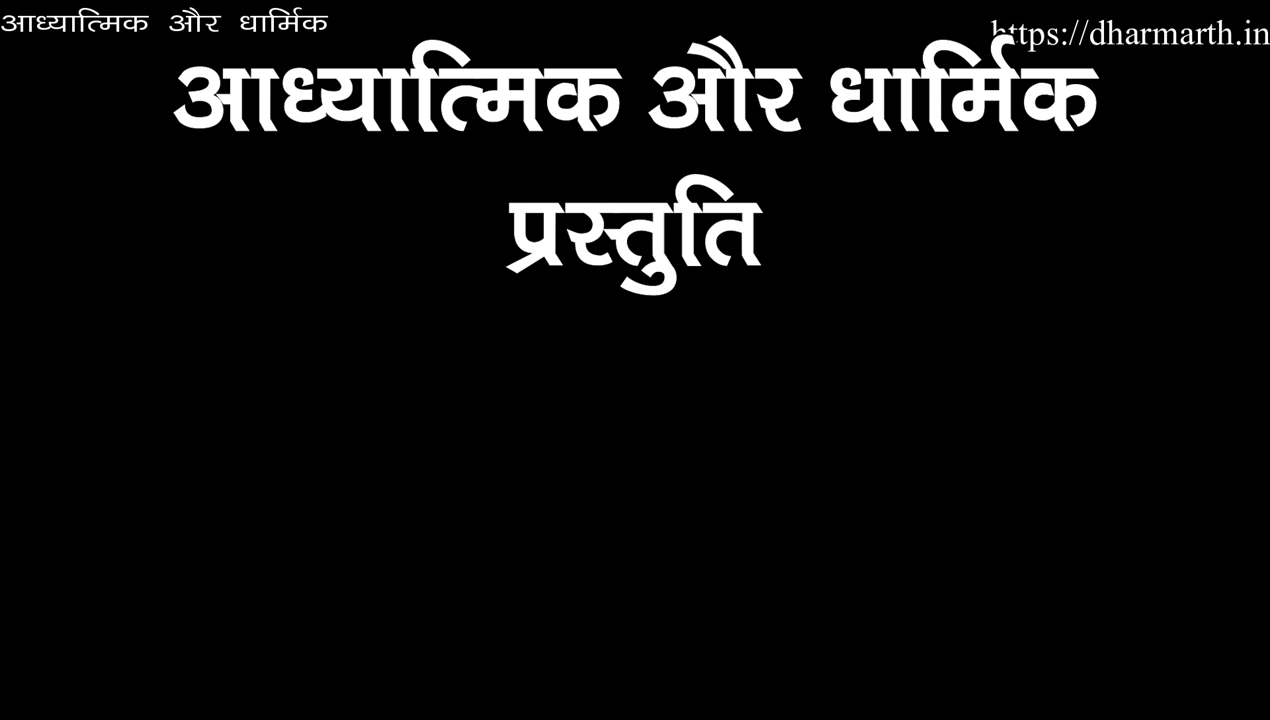 आध्यात्मिक और धार्मिक
https://dharmarth.in
आध्यात्मिक और धार्मिक
प्रस्तुति